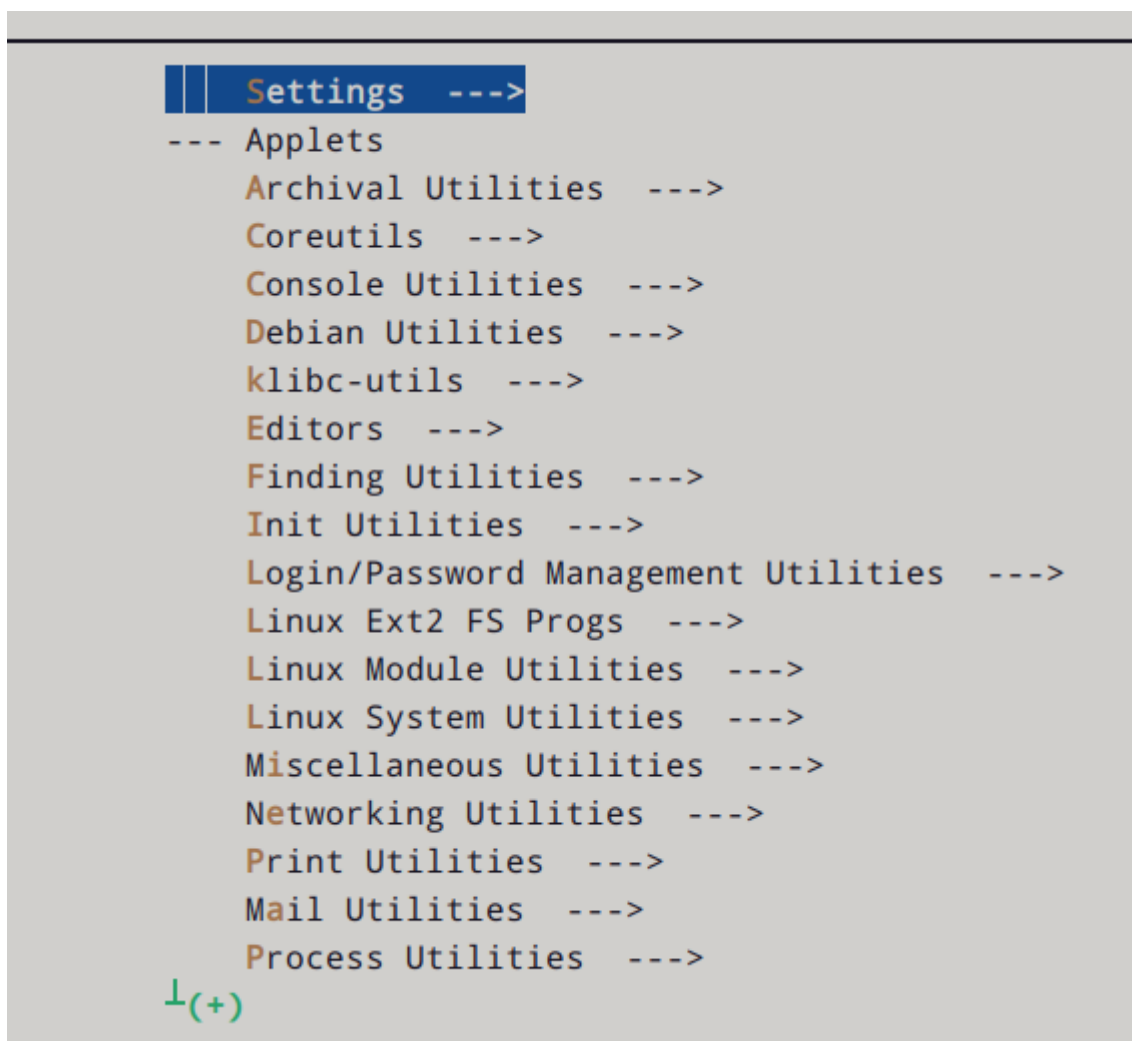 Settings  --->
--- Applets
Archival Utilities  --->
Coreutils  --->
Console Utilities  --->
Debian Utilities  --->
klibc-utils  --->
Editors  --->
Finding Utilities  --->
Init Utilities  --->
Login/Password Management Utilities  --->
Linux Ext2 FS Progs  --->
Linux Module Utilities  --->
Linux System Utilities  --->
Miscellaneous Utilities  --->
Networking Utilities  --->
Print Utilities  --->
Mail Utilities  --->
Process Utilities  --->
┴(+)